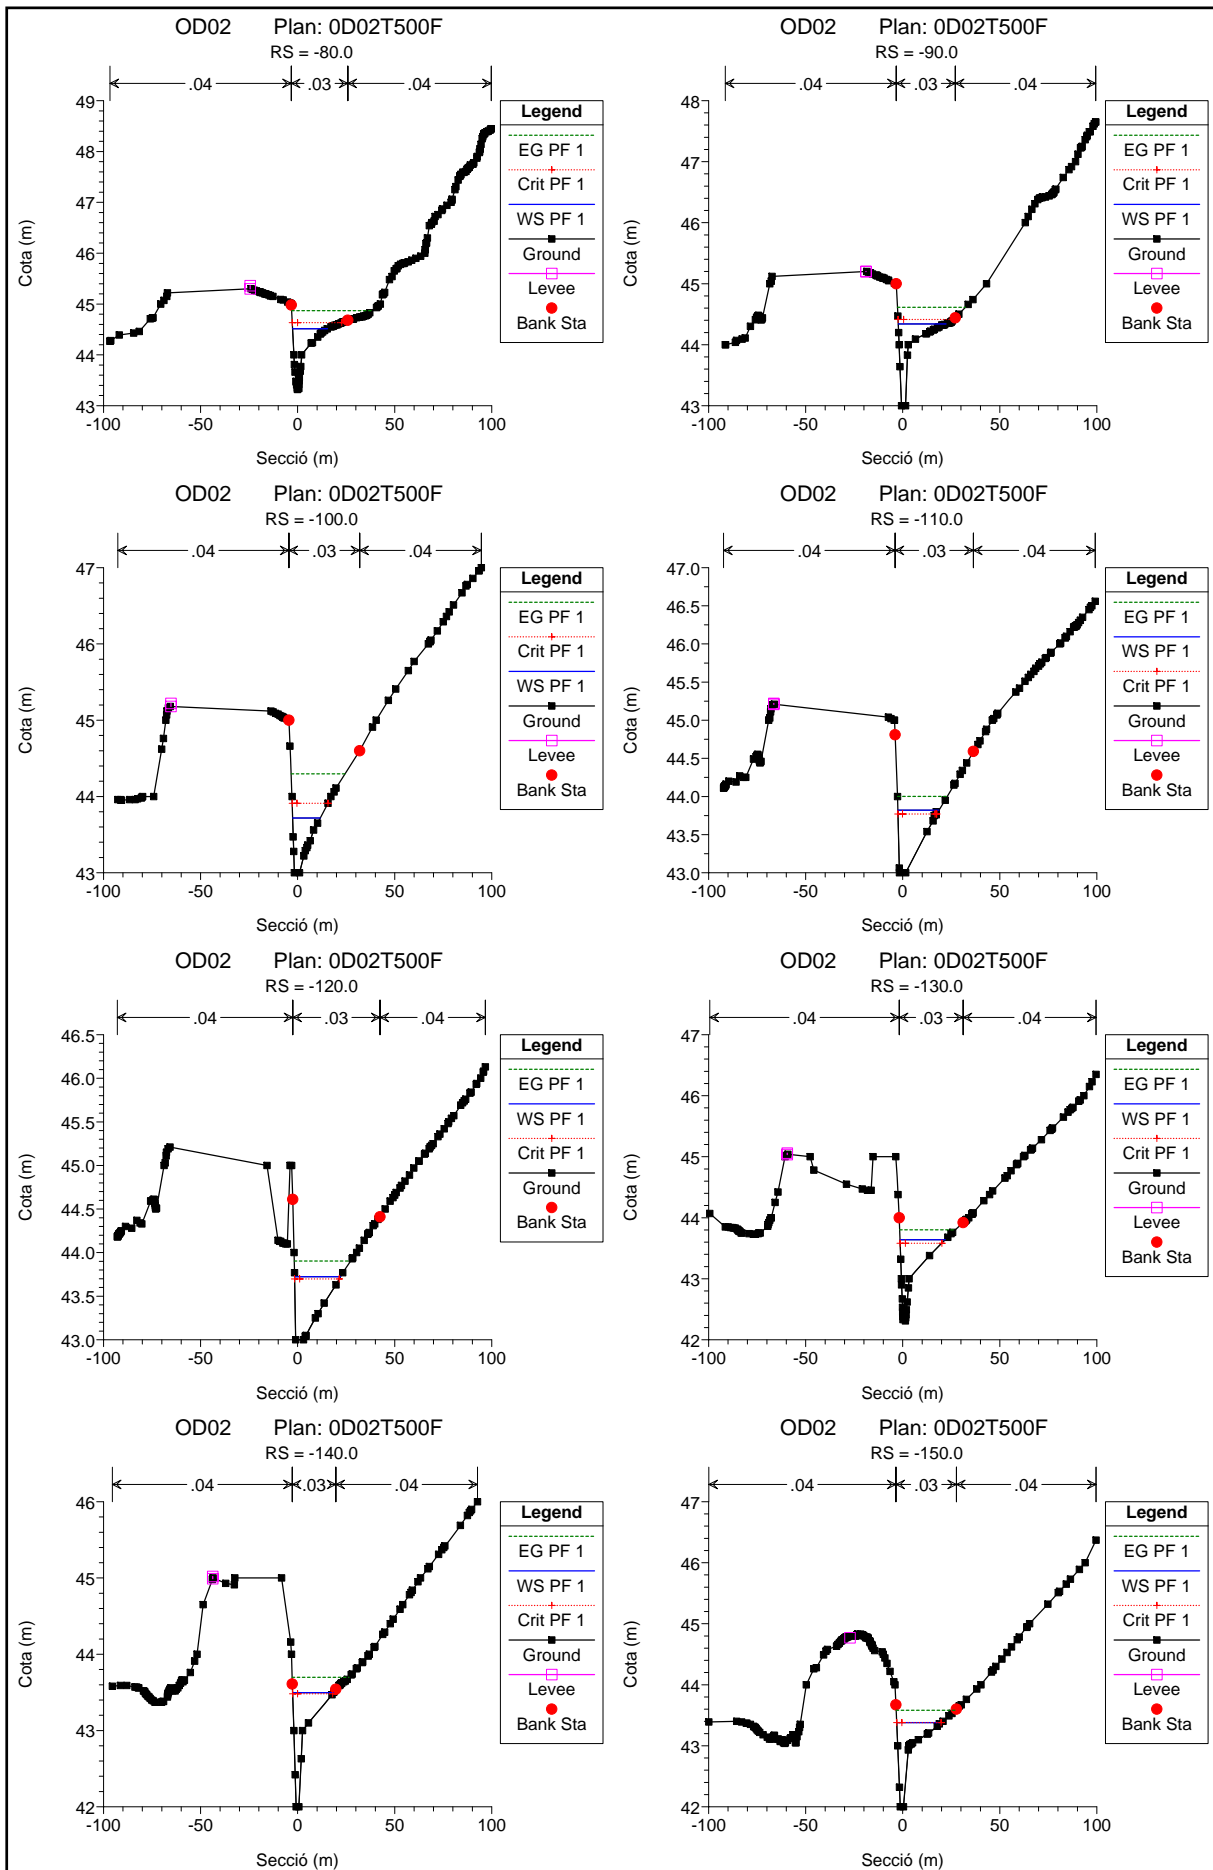 OD02 Plan: 0D02T500F
RS = -80.0
.04 .03 .04
49
48
47
46
45
44
43
-100 -50 0 50 100
Cota (m)
Secció (m)
Legend
EG PF 1
Crit PF 1
WS PF 1
Ground
Levee
Bank Sta
OD02 Plan: 0D02T500F
RS = -90.0
.04 .03 .04
48
47
46
45
44
43
-100 -50 0 50 100
Cota (m)
Secció (m)
Legend
EG PF 1
Crit PF 1
WS PF 1
Ground
Levee
Bank Sta
OD02 Plan: 0D02T500F
RS = -100.0
.04 .03 .04
47
46
45
44
43
-100 -50 0 50 100
Cota (m)
Secció (m)
Legend
EG PF 1
Crit PF 1
WS PF 1
Ground
Levee
Bank Sta
OD02 Plan: 0D02T500F
RS = -110.0
.04 .03 .04
47.0
46.5
46.0
45.5
45.0
44.5
44.0
43.5
43.0
-100 -50 0 50 100
Cota (m)
Secció (m)
Legend
EG PF 1
WS PF 1
Crit PF 1
Ground
Levee
Bank Sta
OD02 Plan: 0D02T500F
RS = -120.0
.04 .03 .04
46.5
46.0
45.5
45.0
44.5
44.0
43.5
43.0
-100 -50 0 50 100
Cota (m)
Secció (m)
Legend
EG PF 1
WS PF 1
Crit PF 1
Ground
Bank Sta
OD02 Plan: 0D02T500F
RS = -130.0
.04 .03 .04
47
46
45
44
43
42
-100 -50 0 50 100
Cota (m)
Secció (m)
Legend
EG PF 1
WS PF 1
Crit PF 1
Ground
Levee
Bank Sta
OD02 Plan: 0D02T500F
RS = -140.0
.04 .03 .04
46
45
44
43
42
-100 -50 0 50 100
Cota (m)
Secció (m)
Legend
EG PF 1
WS PF 1
Crit PF 1
Ground
Levee
Bank Sta
OD02 Plan: 0D02T500F
RS = -150.0
.04 .03 .04
47
46
45
44
43
42
-100 -50 0 50 100
Cota (m)
Secció (m)
Legend
EG PF 1
WS PF 1
Crit PF 1
Ground
Levee
Bank Sta